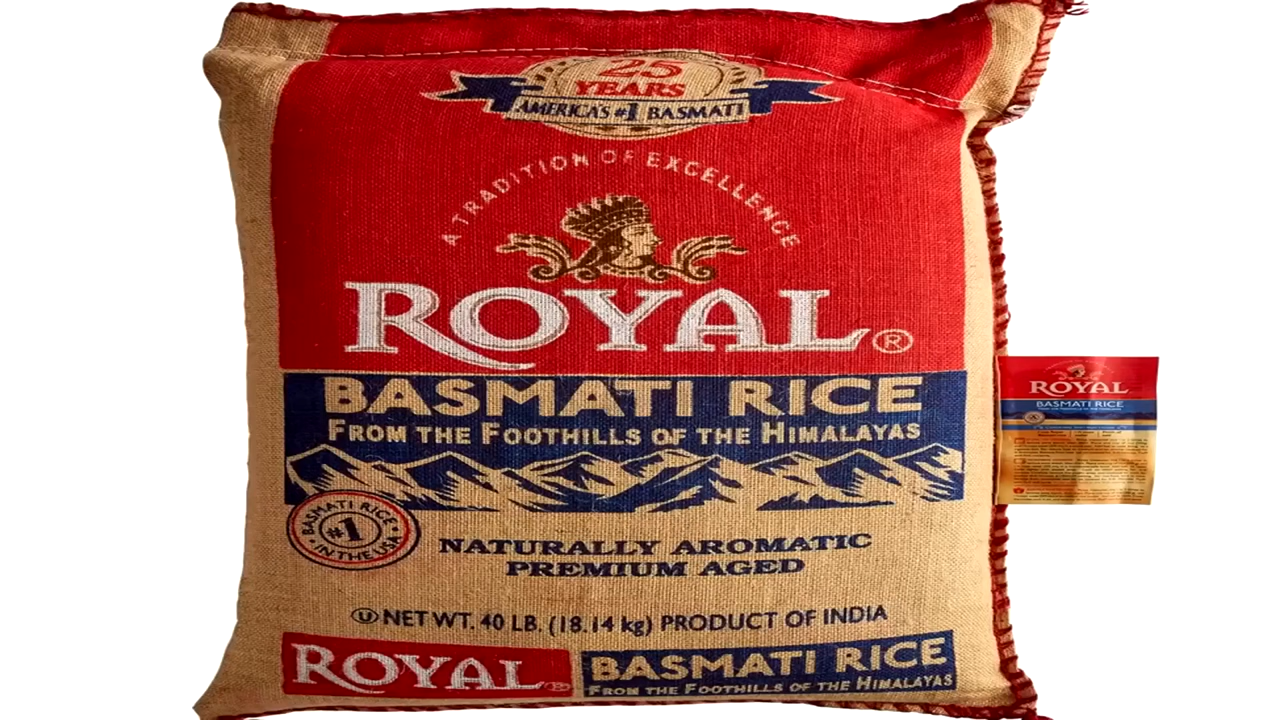 25
YEARS
AMERICA'S #1 BASMATI
A TRADITION OF EXCELLENCE
ROYAL®
BASMATI RICE
FROM THE FOOTHILLS OF THE HIMALAYAS
BASMATI RICE
#1
IN THE USA
NATURALLY AROMATIC
PREMIUM AGED
Ⓤ NET WT. 40 LB. (18.14 kg) PRODUCT OF INDIA
ROYAL®
BASMATI RICE
FROM THE FOOTHILLS OF THE HIMALAYAS
ROYAL
BASMATI RICE